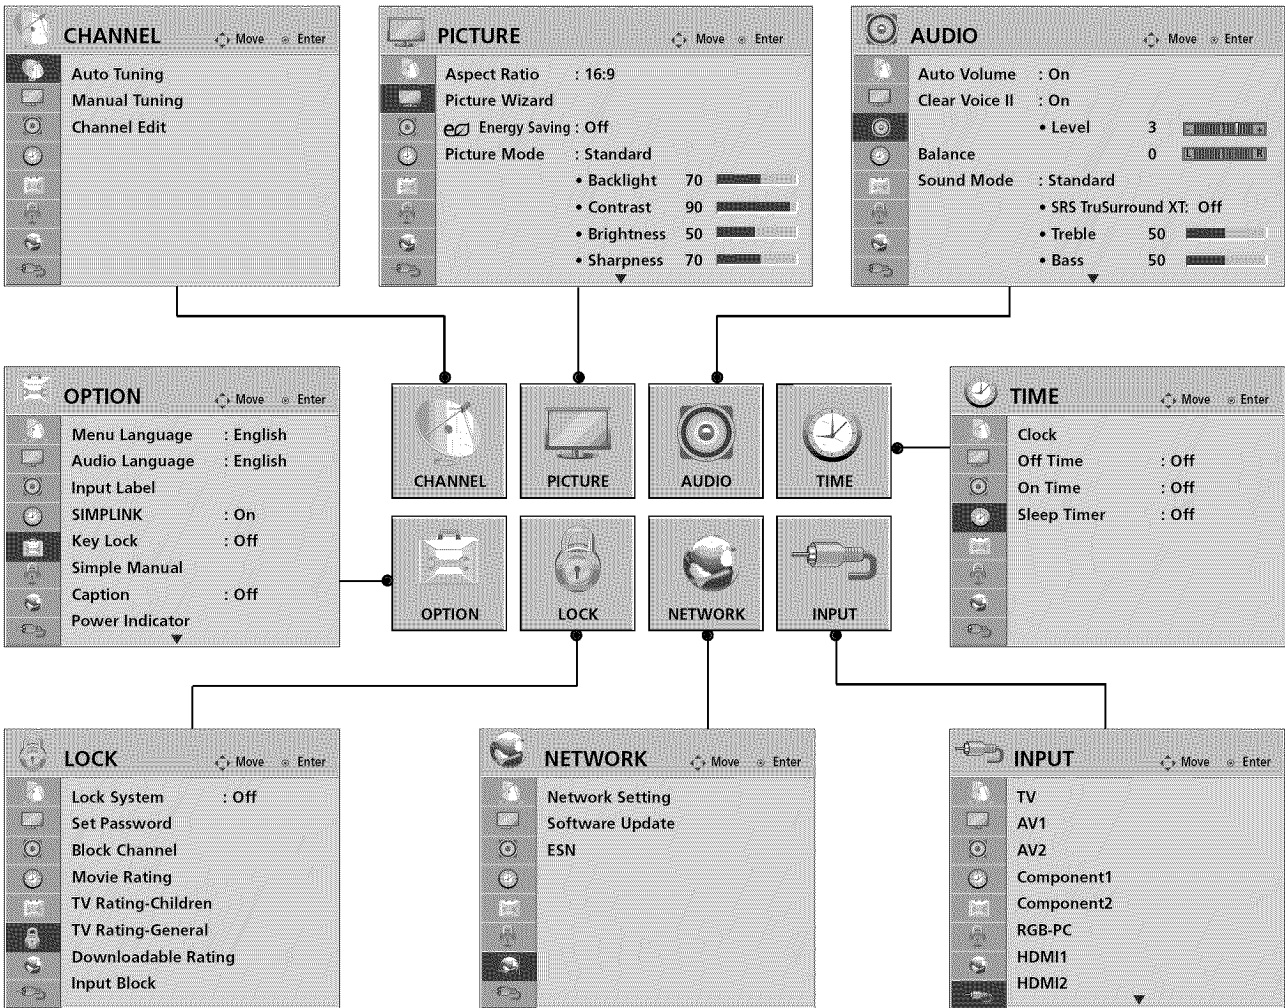 CHANNEL Move Enter
Auto Tuning
Manual Tuning
Channel Edit
PICTURE Move Enter
Aspect Ratio : 16:9
Picture Wizard
Energy Saving : Off
Picture Mode : Standard
• Backlight 70
• Contrast 90
• Brightness 50
• Sharpness 70
AUDIO Move Enter
Auto Volume : On
Clear Voice II : On
• Level 3 - +
Balance 0 L R
Sound Mode : Standard
• SRS TruSurround XT: Off
• Treble 50
• Bass 50
OPTION Move Enter
Menu Language : English
Audio Language : English
Input Label
SIMPLINK : On
Key Lock : Off
Simple Manual
Caption : Off
Power Indicator
CHANNEL
PICTURE
AUDIO
TIME
OPTION
LOCK
NETWORK
INPUT
TIME Move Enter
Clock
Off Time : Off
On Time : Off
Sleep Timer : Off
LOCK Move Enter
Lock System : Off
Set Password
Block Channel
Movie Rating
TV Rating-Children
TV Rating-General
Downloadable Rating
Input Block
NETWORK Move Enter
Network Setting
Software Update
ESN
INPUT Move Enter
TV
AV1
AV2
Component1
Component2
RGB-PC
HDMI1
HDMI2